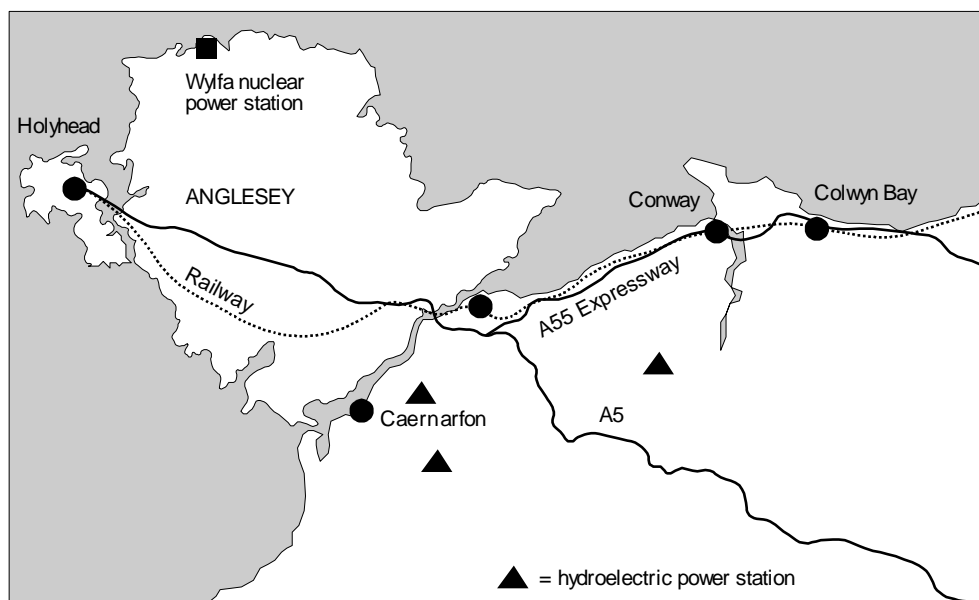 Wylfa nuclear
power station
Holyhead
ANGLESEY
Conway
Colwyn Bay
Railway
A55 Expressway
Caernarfon
A5
= hydroelectric power station